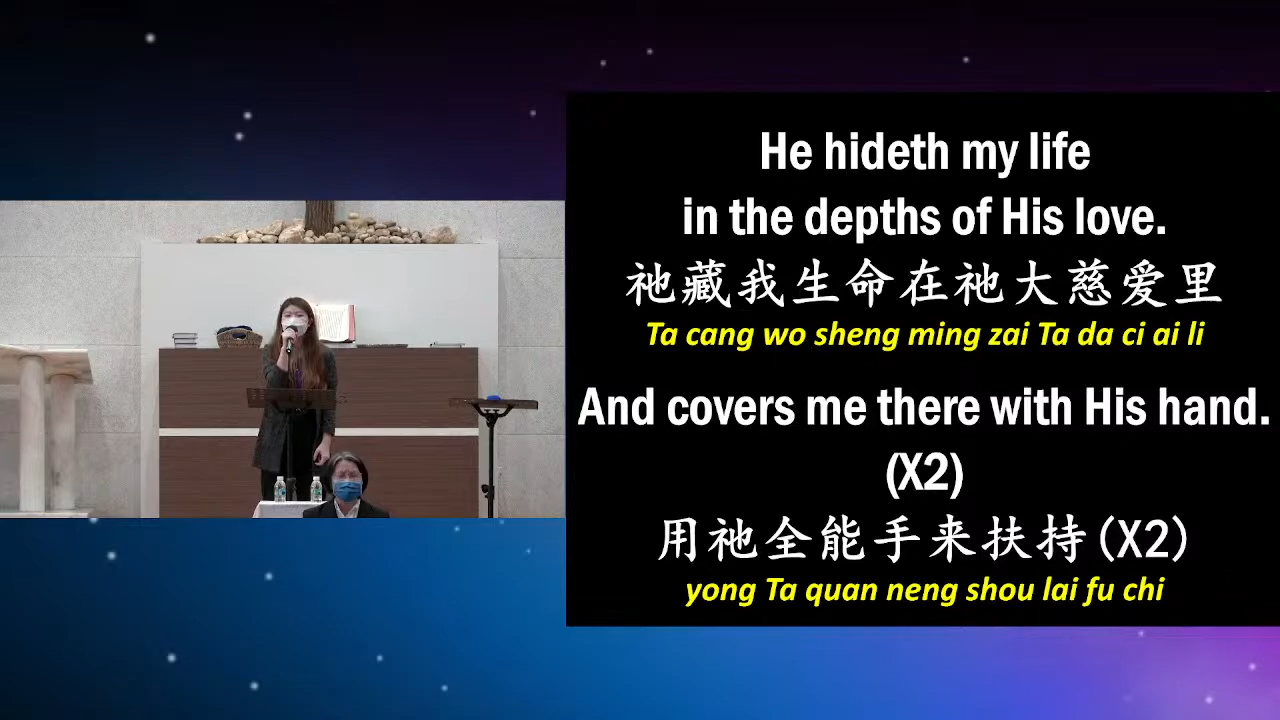 He hideth my life
in the depths of His love.
祂藏我生命在祂大慈爱里
Ta cang wo sheng ming zai Ta da ci ai li
And covers me there with His hand.
(X2)
用祂全能手来扶持(X2)
yong Ta quan neng shou lai fu chi